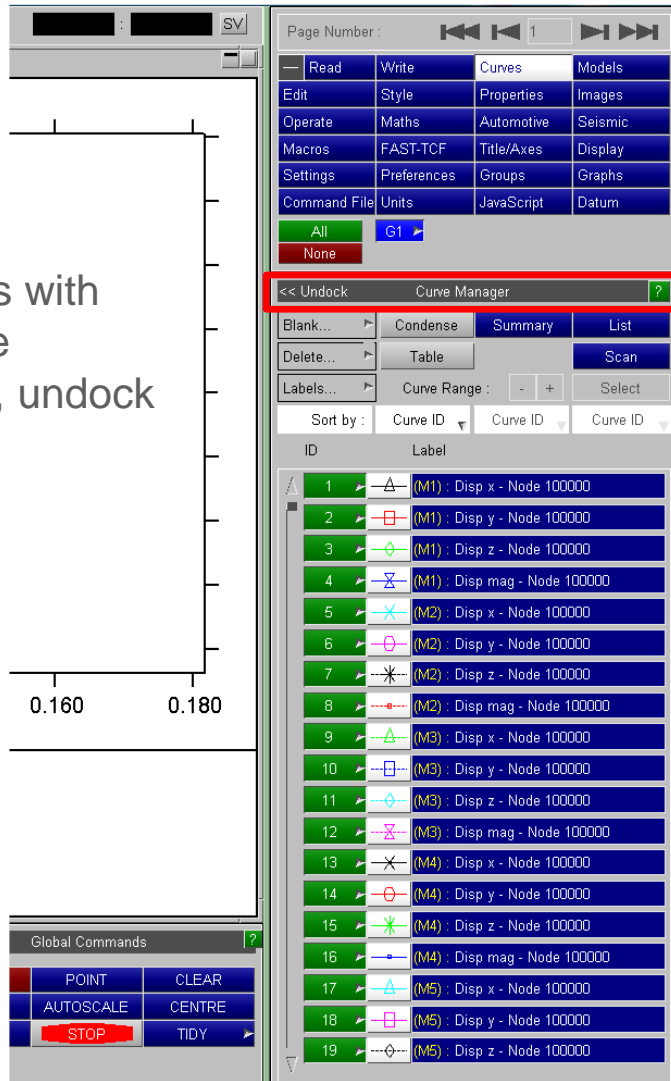 : SV
Page Number : 1
— Read Write Curves Models
Edit Style Properties Images
Operate Maths Automotive Seismic
Macros FAST-TCF Title/Axes Display
Settings Preferences Groups Graphs
Command File Units JavaScript Datum
All G1
None
s with
e
, undock
<< Undock Curve Manager ?
Blank... Condense Summary List
Delete... Table Scan
Labels... Curve Range : - + Select
Sort by : Curve ID Curve ID Curve ID
ID Label
1 (M1) : Disp x - Node 100000
2 (M1) : Disp y - Node 100000
3 (M1) : Disp z - Node 100000
4 (M1) : Disp mag - Node 100000
5 (M2) : Disp x - Node 100000
6 (M2) : Disp y - Node 100000
7 (M2) : Disp z - Node 100000
8 (M2) : Disp mag - Node 100000
9 (M3) : Disp x - Node 100000
10 (M3) : Disp y - Node 100000
11 (M3) : Disp z - Node 100000
12 (M3) : Disp mag - Node 100000
13 (M4) : Disp x - Node 100000
14 (M4) : Disp y - Node 100000
15 (M4) : Disp z - Node 100000
16 (M4) : Disp mag - Node 100000
17 (M5) : Disp x - Node 100000
18 (M5) : Disp y - Node 100000
19 (M5) : Disp z - Node 100000
0.160 0.180
Global Commands ?
POINT CLEAR
AUTOSCALE CENTRE
STOP TIDY